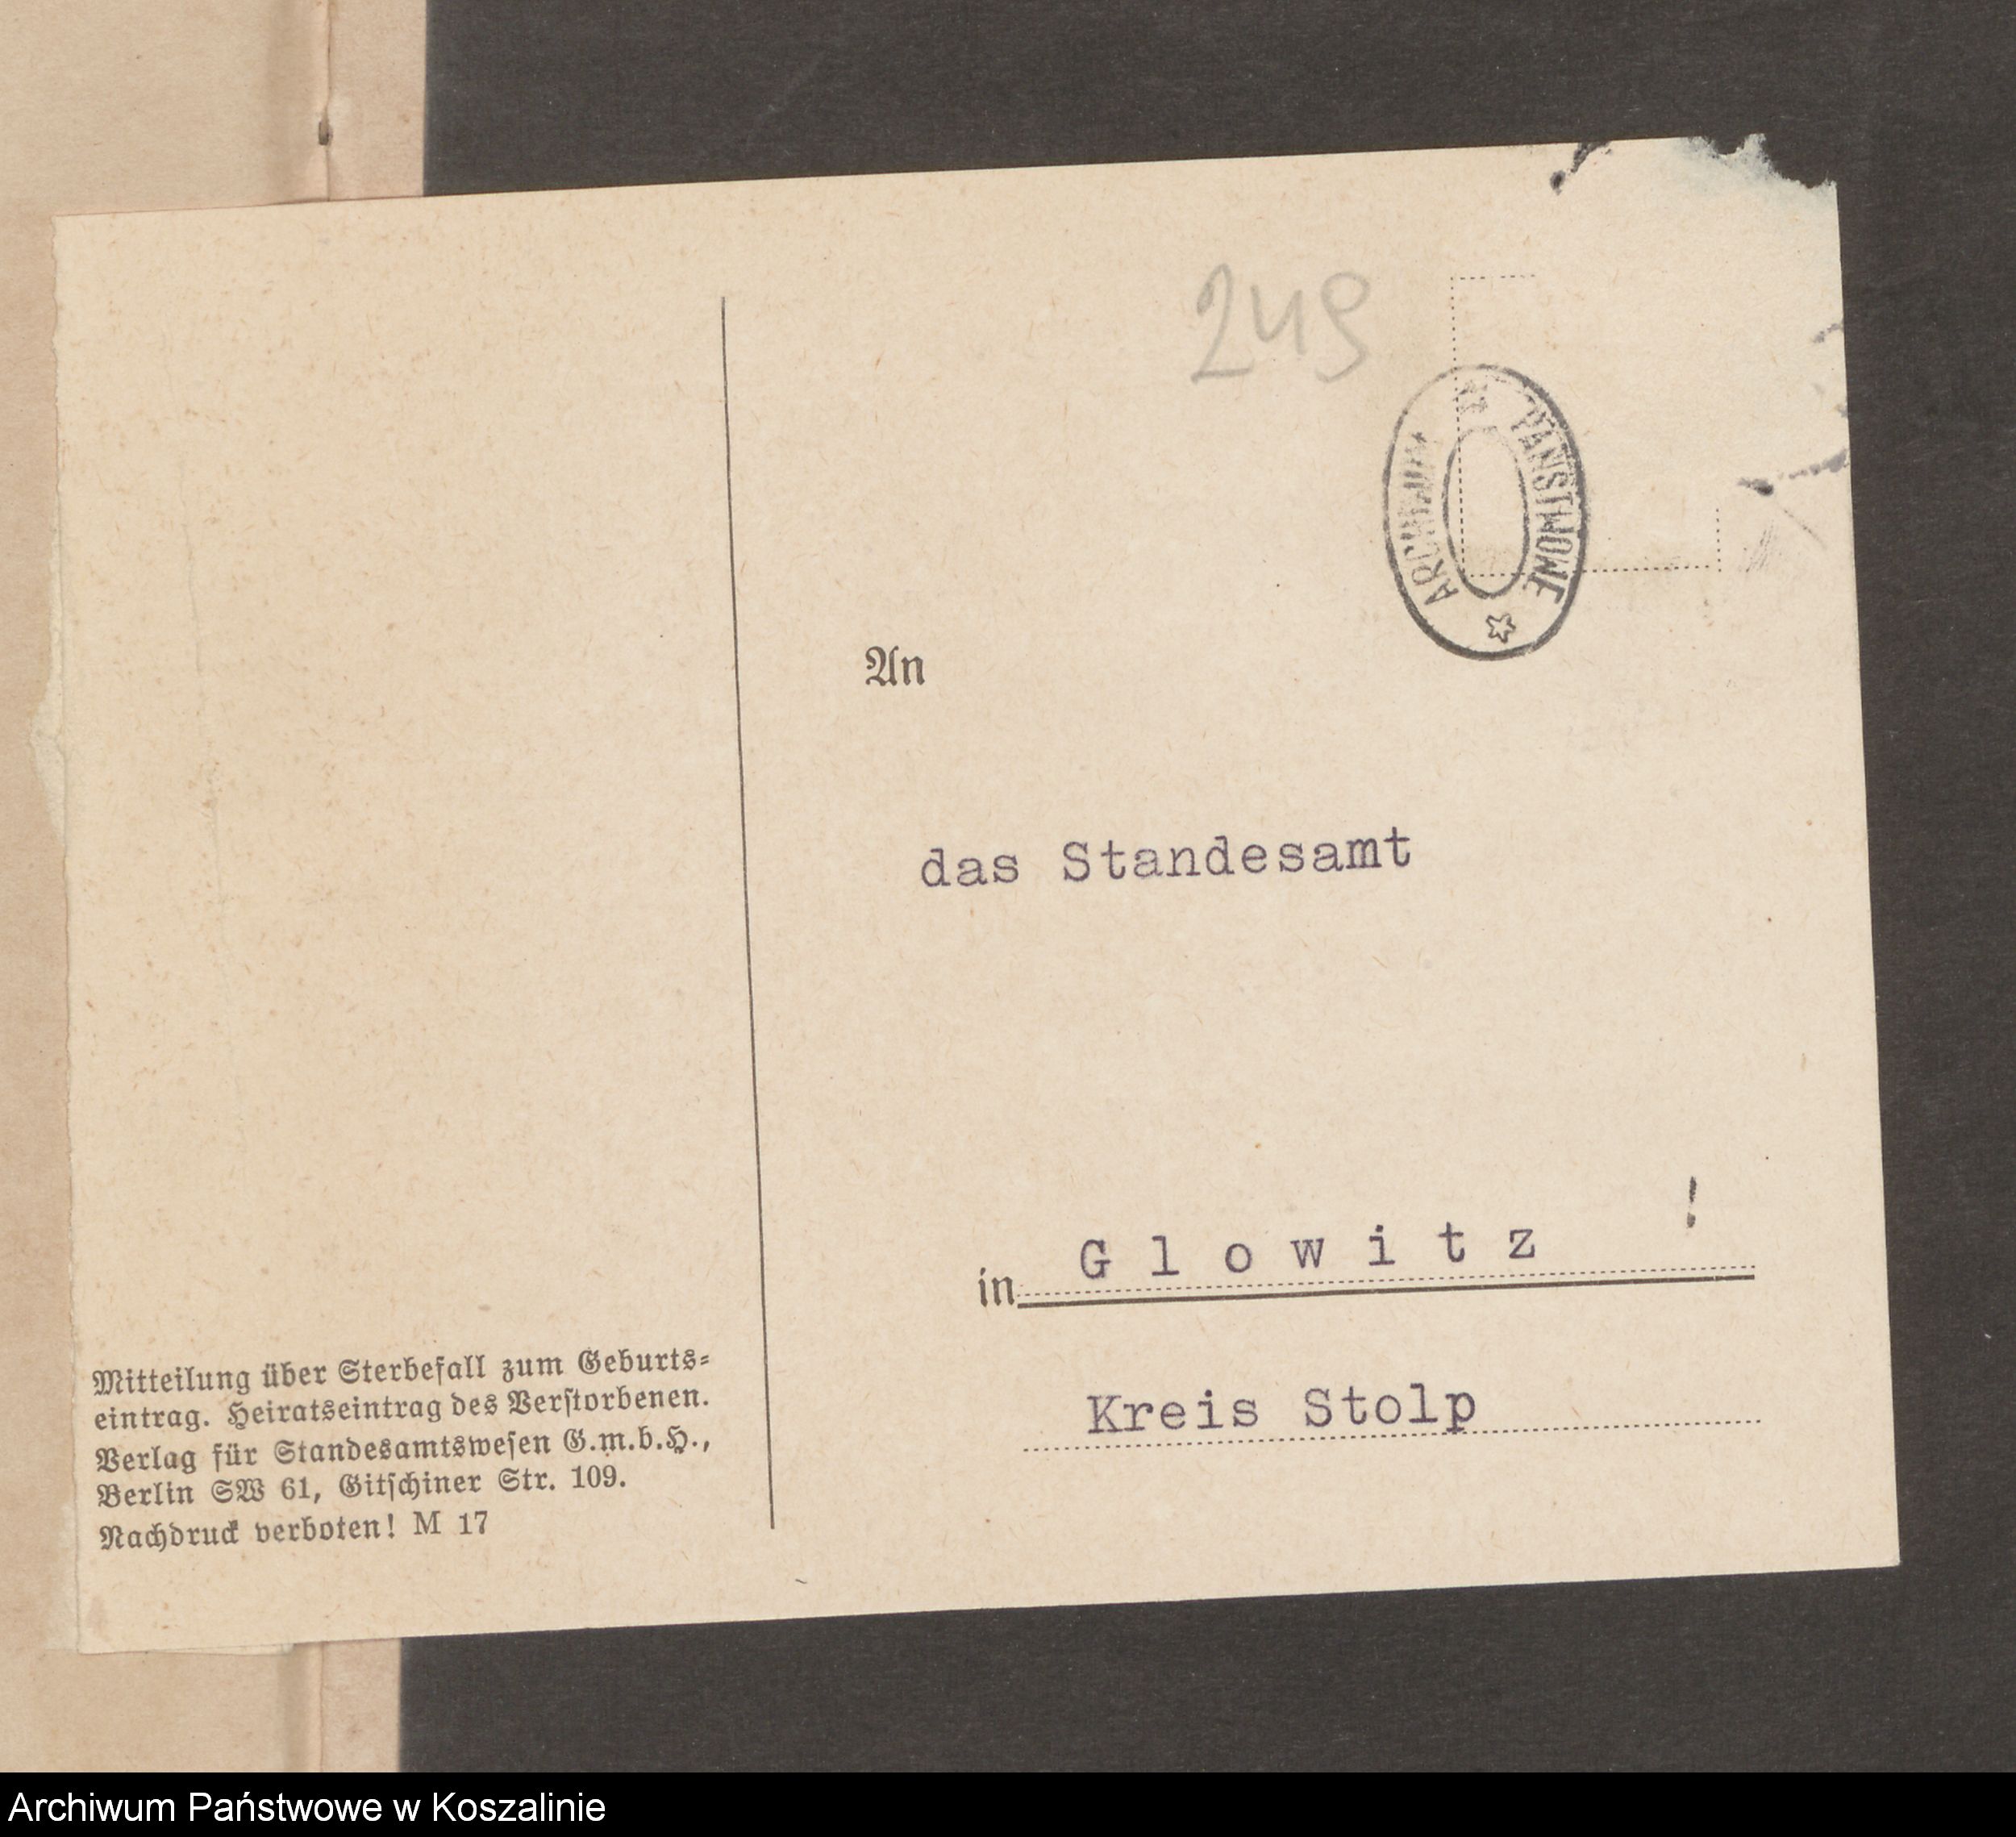 249
ARCHIWUM PAŃSTWOWE
An
das Standesamt
in Glowitz !
Kreis Stolp
Mitteilung über Sterbefall zum Geburts-
eintrag. Heiratseintrag des Verstorbenen.
Verlag für Standesamtswesen G.m.b.H.,
Berlin SW 61, Gitschiner Str. 109.
Nachdruck verboten! M 17
Archiwum Państwowe w Koszalinie